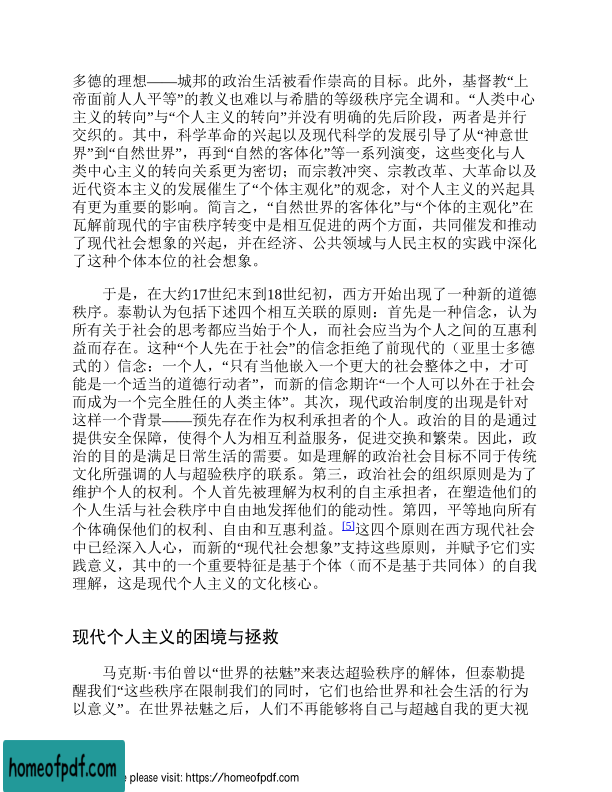 多德的理想——城邦的政治生活被看作崇高的目标。此外，基督教“上
帝面前人人平等”的教义也难以与希腊的等级秩序完全调和。“人类中心
主义的转向”与“个人主义的转向”并没有明确的先后阶段，两者是并行
交织的。其中，科学革命的兴起以及现代科学的发展引导了从“神意世
界”到“自然世界”，再到“自然的客体化”等一系列演变，这些变化与人
类中心主义的转向关系更为密切；而宗教冲突、宗教改革、大革命以及
近代资本主义的发展催生了“个体主观化”的观念，对个人主义的兴起具
有更为重要的影响。简言之，“自然世界的客体化”与“个体的主观化”在
瓦解前现代的宇宙秩序转变中是相互促进的两个方面，共同催发和推动
了现代社会想象的兴起，并在经济、公共领域与人民主权的实践中深化
了这种个体本位的社会想象。
于是，在大约17世纪末到18世纪初，西方开始出现了一种新的道德
秩序。泰勒认为包括下述四个相互关联的原则：首先是一种信念，认为
所有关于社会的思考都应当始于个人，而社会应当为个人之间的互惠利
益而存在。这种“个人先在于社会”的信念拒绝了前现代的（亚里士多德
式的）信念：一个人，“只有当他嵌入一个更大的社会整体之中，才可
能是一个适当的道德行动者”，而新的信念期许“一个人可以外在于社会
而成为一个完全胜任的人类主体”。其次，现代政治制度的出现是针对
这样一个背景——预先存在作为权利承担者的个人。政治的目的是通过
提供安全保障，使得个人为相互利益服务，促进交换和繁荣。因此，政
治的目的是满足日常生活的需要。如是理解的政治社会目标不同于传统
文化所强调的人与超验秩序的联系。第三，政治社会的组织原则是为了
维护个人的权利。个人首先被理解为权利的自主承担者，在塑造他们的
个人生活与社会秩序中自由地发挥他们的能动性。第四，平等地向所有
个体确保他们的权利、自由和互惠利益。[5]这四个原则在西方现代社会
中已经深入人心，而新的“现代社会想象”支持这些原则，并赋予它们实
践意义，其中的一个重要特征是基于个体（而不是基于共同体）的自我
理解，这是现代个人主义的文化核心。
现代个人主义的困境与拯救
马克斯·韦伯曾以“世界的祛魅”来表达超验秩序的解体，但泰勒提
醒我们“这些秩序在限制我们的同时，它们也给世界和社会生活的行为
以意义”。在世界祛魅之后，人们不再能够将自己与超越自我的更大视
homeofpdf.com
e please visit: https://homeofpdf.com